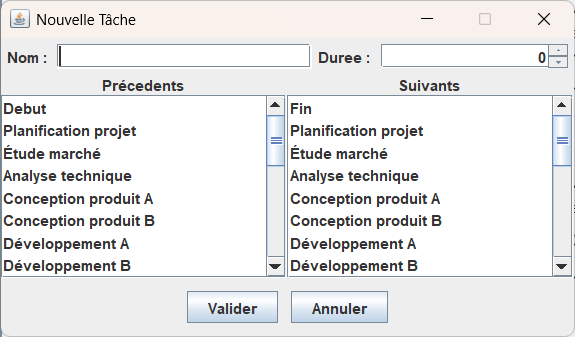 Nouvelle Tâche
Nom : Duree : 0
Précedents Suivants
Debut Fin
Planification projet Planification projet
Étude marché Étude marché
Analyse technique Analyse technique
Conception produit A Conception produit A
Conception produit B Conception produit B
Développement A Développement A
Développement B Développement B
Valider Annuler